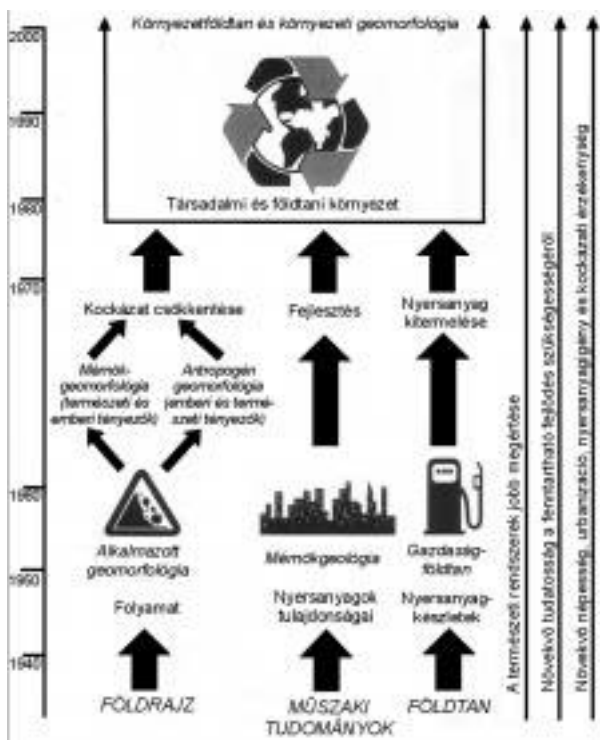 Környezetföldtan és környezeti geomorfológia
2000
1990
1980
1970
1960
1950
1940
Társadalmi és földtani környezet
Kockázat csökkentése
Fejlesztés
Nyersanyag
kitermelése
Mérnök-
geomorfológia
(természeti és
emberi tényezők)
Antropogén
geomorfológia
(emberi és termé-
szeti tényezők)
Alkalmazott
geomorfológia
Mérnökgeológia
Gazdaság-
földtan
Folyamat
Nyersanyagok
tulajdonságai
Nyersanyag-
készletek
FÖLDRAJZ
MŰSZAKI
TUDOMÁNYOK
FÖLDTAN
A természeti rendszerek jobb megértése
Növekvő tudatosság a fenntartható fejlődés szükségességéről
Növekvő népesség, urbanizáció, nyersanyagigény és kockázati érzékenység